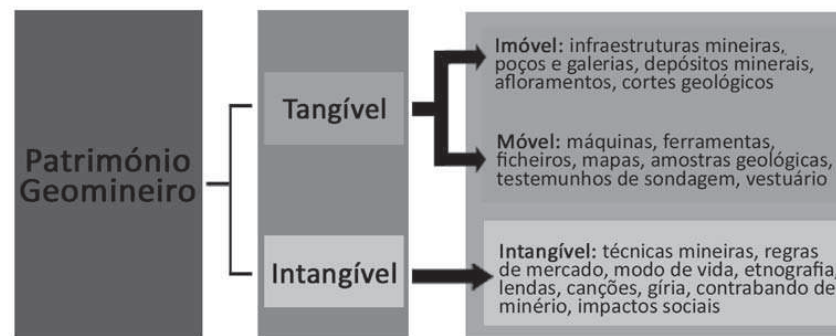 Património
Geomineiro
Tangível
Intangível
Imóvel: infraestruturas mineiras,
poços e galerias, depósitos minerais,
afloramentos, cortes geológicos
Móvel: máquinas, ferramentas,
ficheiros, mapas, amostras geológicas,
testemunhos de sondagem, vestuário
Intangível: técnicas mineiras, regras
de mercado, modo de vida, etnografia,
lendas, canções, gíria, contrabando de
minério, impactos sociais